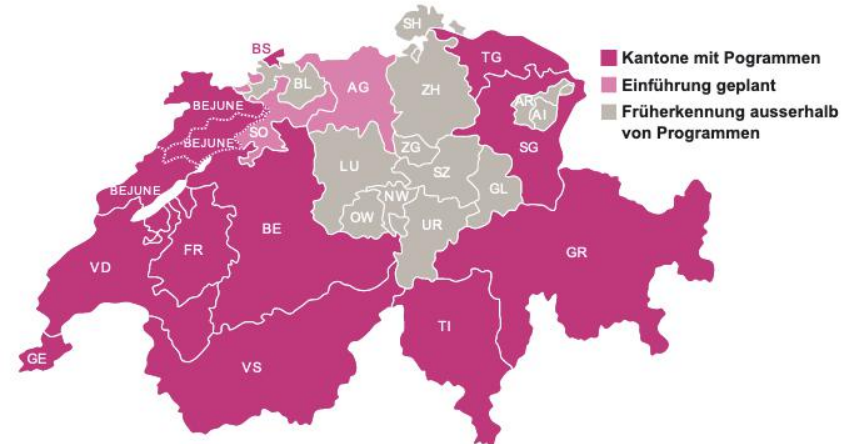 SH
BS
TG
Kantone mit Pogrammen
BL
AG
ZH
Einführung geplant
BEJUNE
AR
AI
Früherkennung ausserhalb
von Programmen
SO
BEJUNE
ZG
SG
LU
SZ
BEJUNE
NW
GL
OW
UR
BE
FR
GR
VD
TI
GE
VS